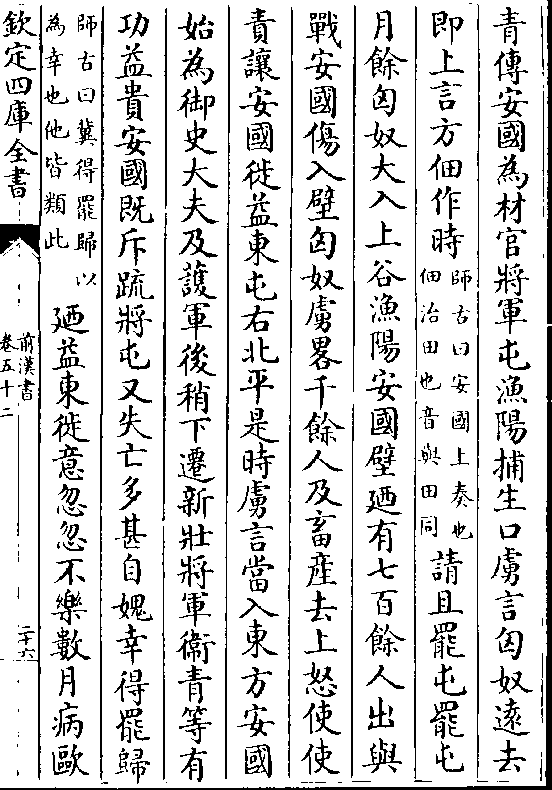 青傳安國為材官將軍屯漁陽捕生口虜言匈奴逺去
即上言方佃作時師古曰安國上奏也佃治田也音與田同請且罷屯罷屯
月餘匈奴大入上谷漁陽安國壁廼有七百餘人出與
戰安國傷入壁匈奴虜畧千餘人及畜産去上怒使使
責讓安國徙益東屯右北平是時虜言當入東方安國
始為御史大夫及護軍後稍下遷新壯將軍衛青等有
功益貴安國既斥疏將屯又失亡多甚自媿幸得罷歸
師古曰冀得罷歸以為幸也他皆類此廼益東徙意忽忽不樂數月病歐
欽定四庫全書
前漢書
卷五十二
二十六